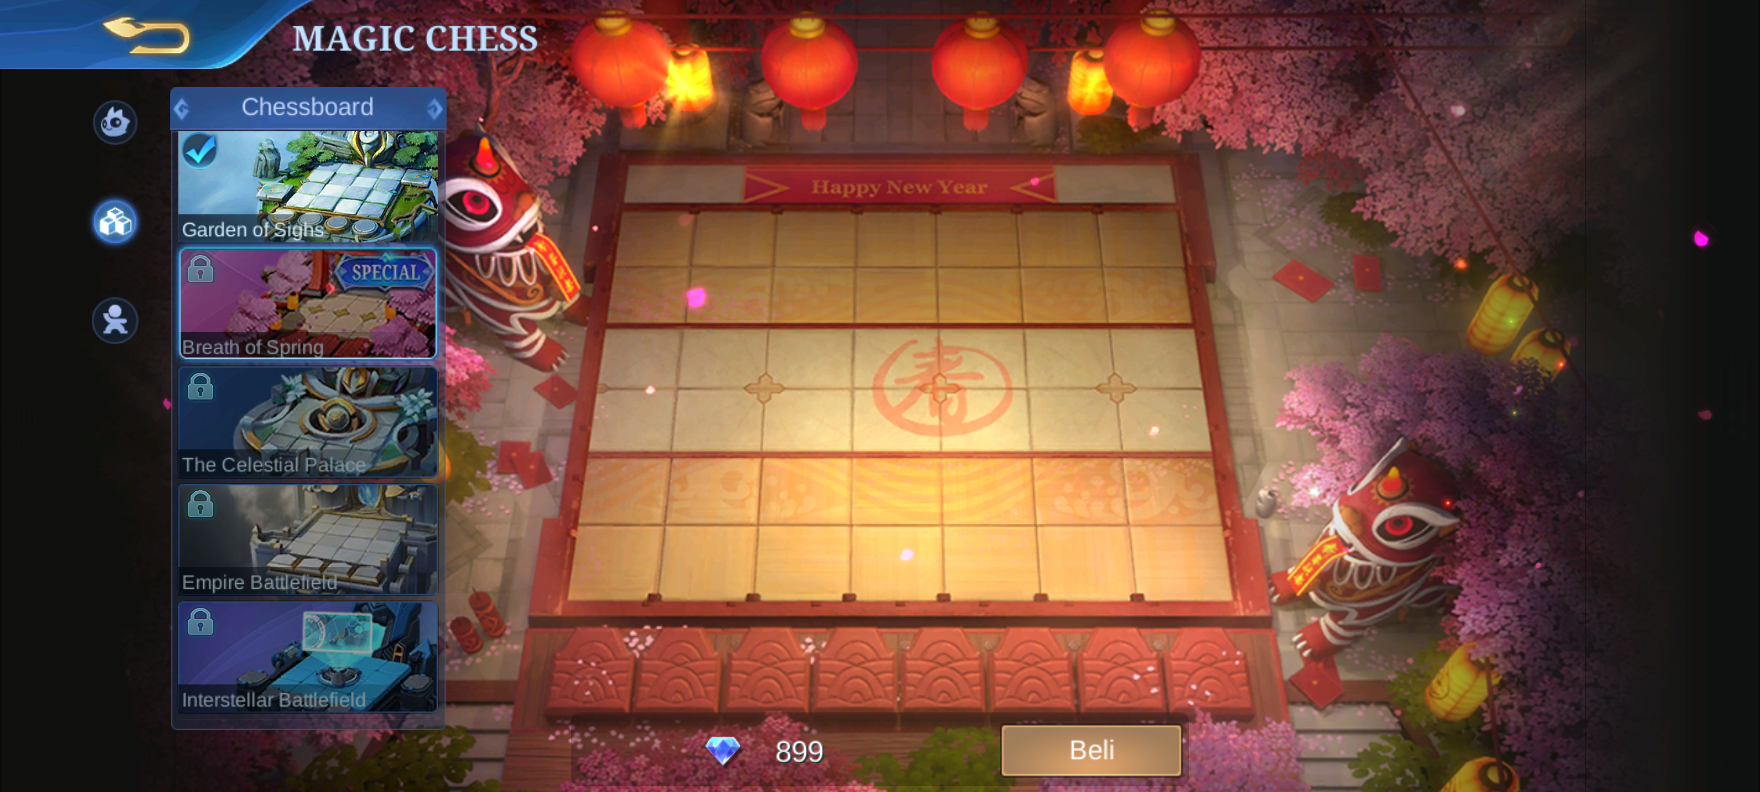 MAGIC CHESS
Chessboard
Garden of Sighs
SPECIAL
Breath of Spring
The Celestial Palace
Empire Battlefield
Interstellar Battlefield
Happy New Year
899
Beli